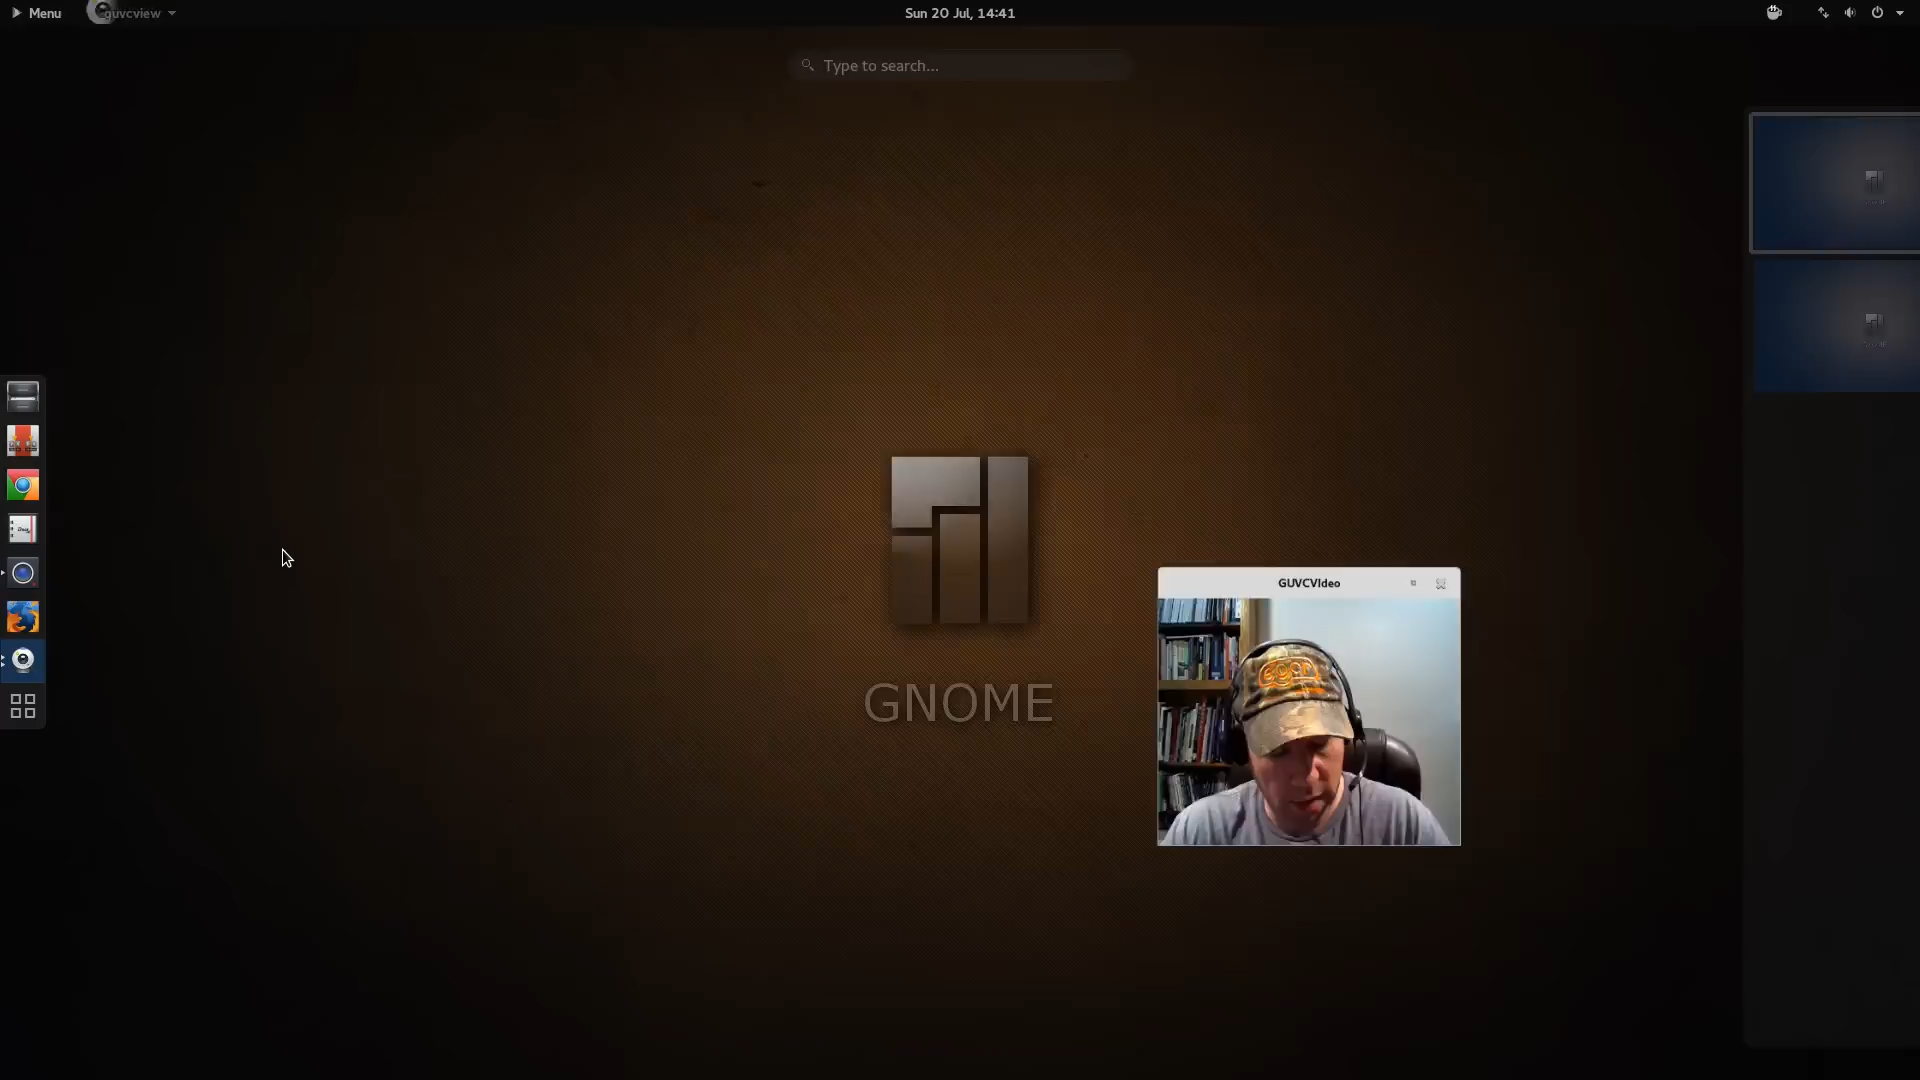 Menu
guvcview
Sun 20 Jul, 14:41
Type to search...
GNOME
GUVCVideo